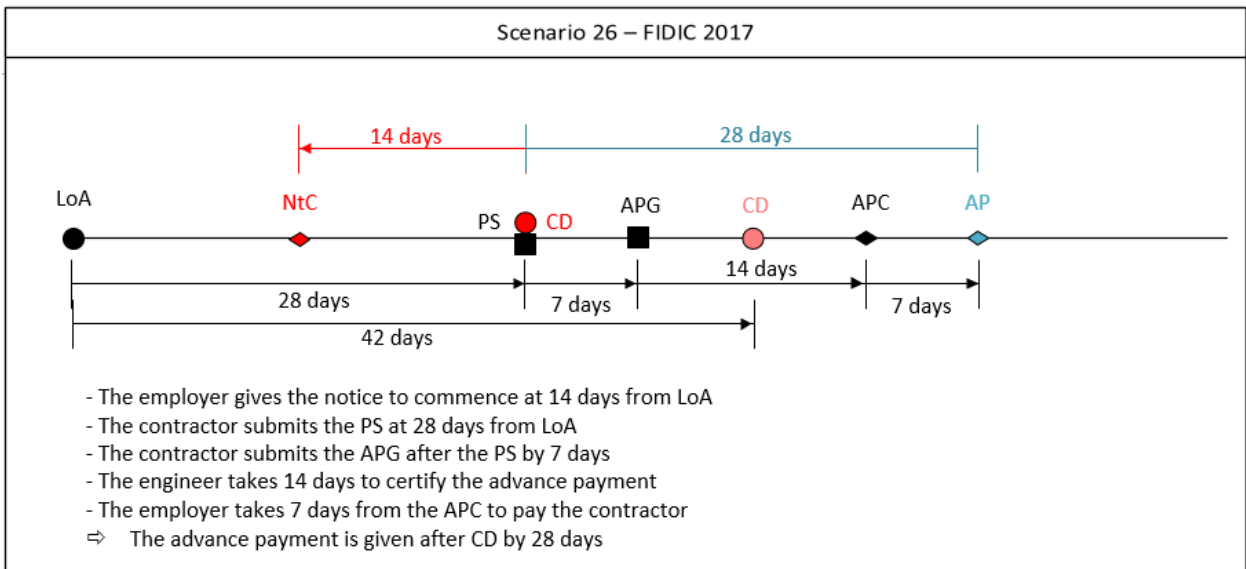 Scenario 26 – FIDIC 2017
14 days
28 days
LoA
NtC
PS
CD
APG
CD
APC
AP
14 days
28 days
7 days
7 days
42 days
- The employer gives the notice to commence at 14 days from LoA
- The contractor submits the PS at 28 days from LoA
- The contractor submits the APG after the PS by 7 days
- The engineer takes 14 days to certify the advance payment
- The employer takes 7 days from the APC to pay the contractor
⇨ The advance payment is given after CD by 28 days